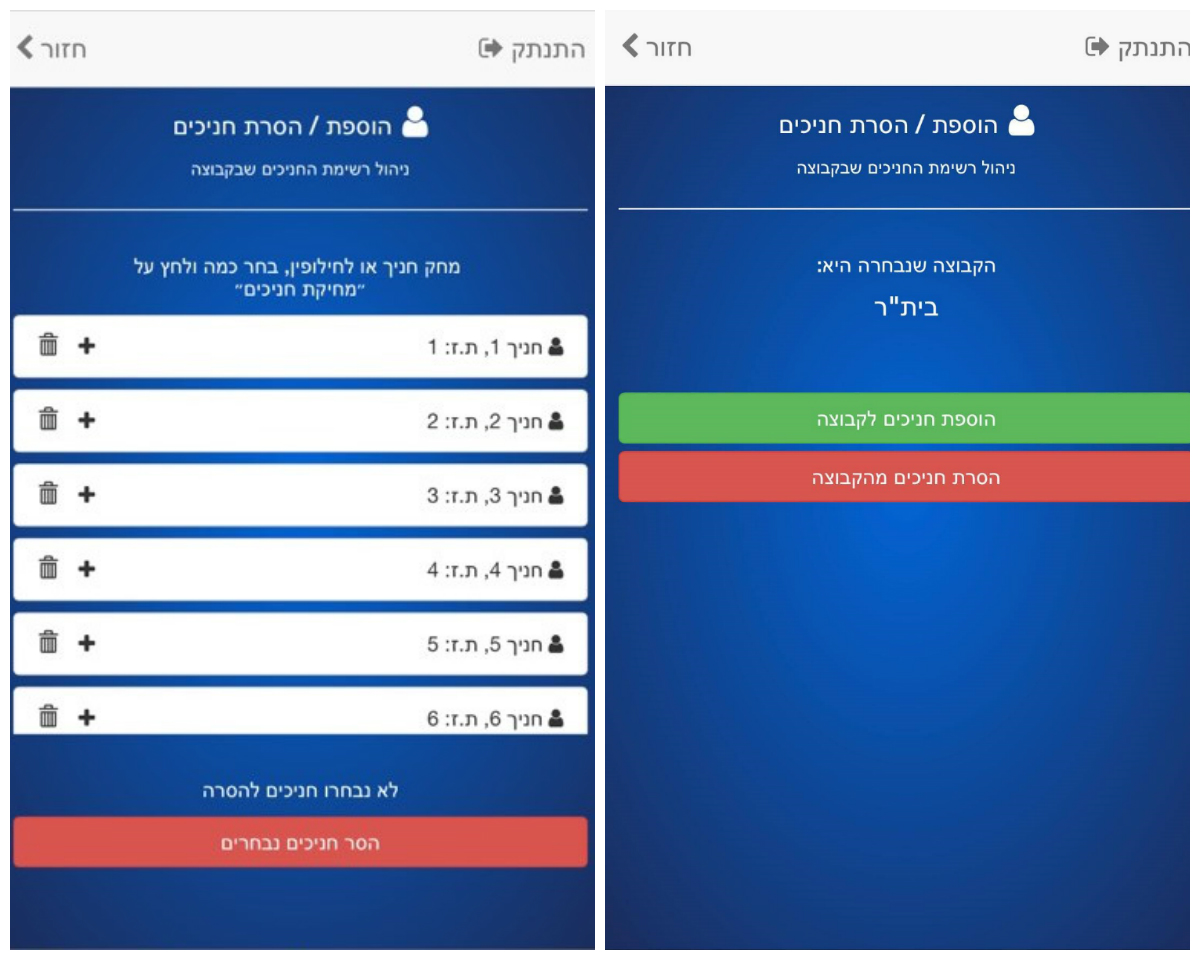 חזור
התנתק
הוספת / הסרת חניכים
ניהול רשימת החניכים שבקבוצה
מחק חניך או לחילופין, בחר כמה ולחץ על
״מחיקת חניכים״
חניך 1, ת.ז: 1
חניך 2, ת.ז: 2
חניך 3, ת.ז: 3
חניך 4, ת.ז: 4
חניך 5, ת.ז: 5
חניך 6, ת.ז: 6
לא נבחרו חניכים להסרה
הסר חניכים נבחרים
חזור
התנתק
הוספת / הסרת חניכים
ניהול רשימת החניכים שבקבוצה
הקבוצה שנבחרה היא:
בית"ר
הוספת חניכים לקבוצה
הסרת חניכים מהקבוצה